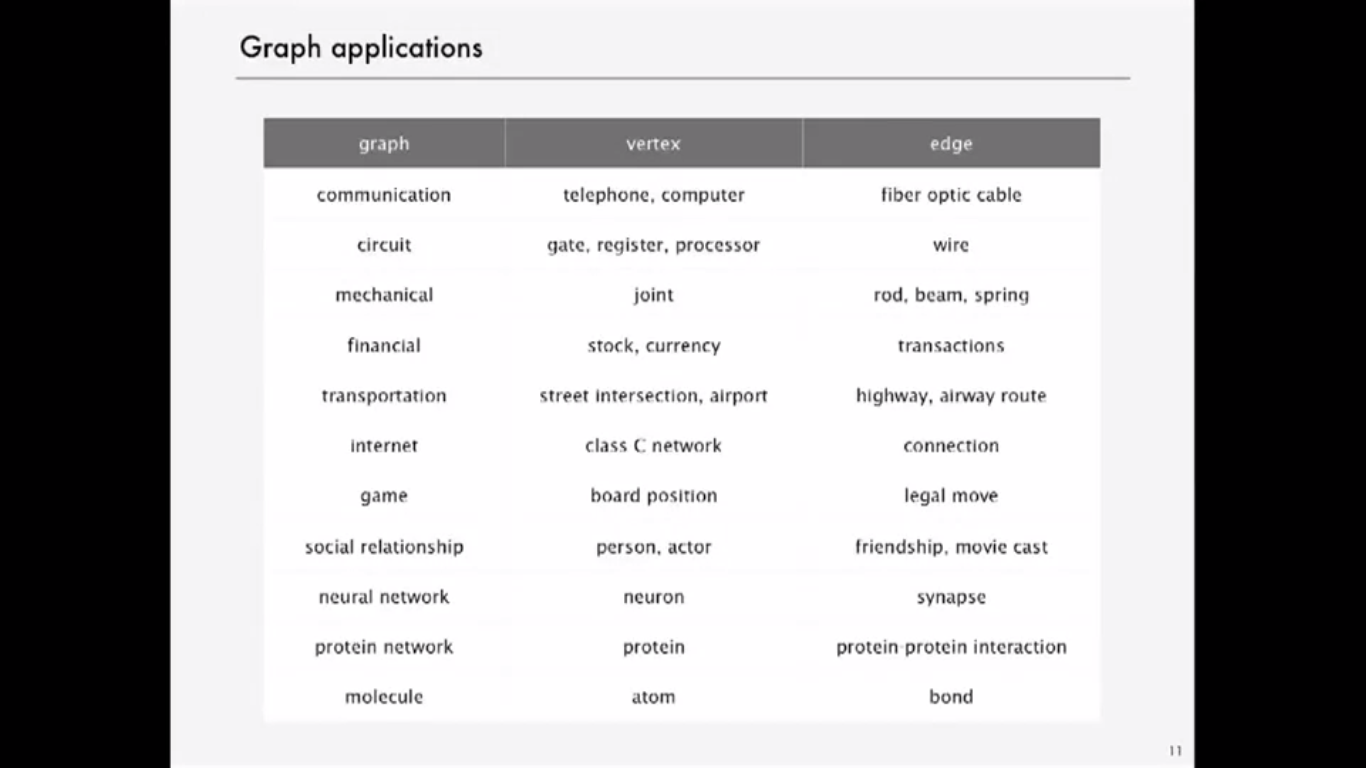 Graph applications
graph vertex edge
communication telephone, computer fiber optic cable
circuit gate, register, processor wire
mechanical joint rod, beam, spring
financial stock, currency transactions
transportation street intersection, airport highway, airway route
internet class C network connection
game board position legal move
social relationship person, actor friendship, movie cast
neural network neuron synapse
protein network protein protein-protein interaction
molecule atom bond
11